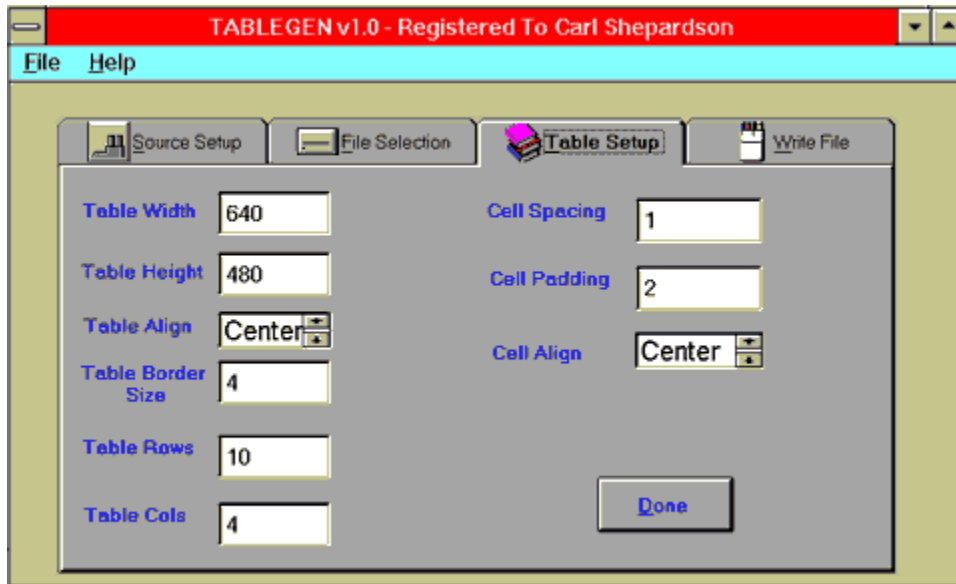 TABLEGEN v1.0 - Registered To Carl Shepardson
File Help
Source Setup File Selection Table Setup Write File
Table Width 640 Cell Spacing 1
Table Height 480 Cell Padding 2
Table Align Center Cell Align Center
Table Border
Size 4
Table Rows 10
Table Cols 4
Done